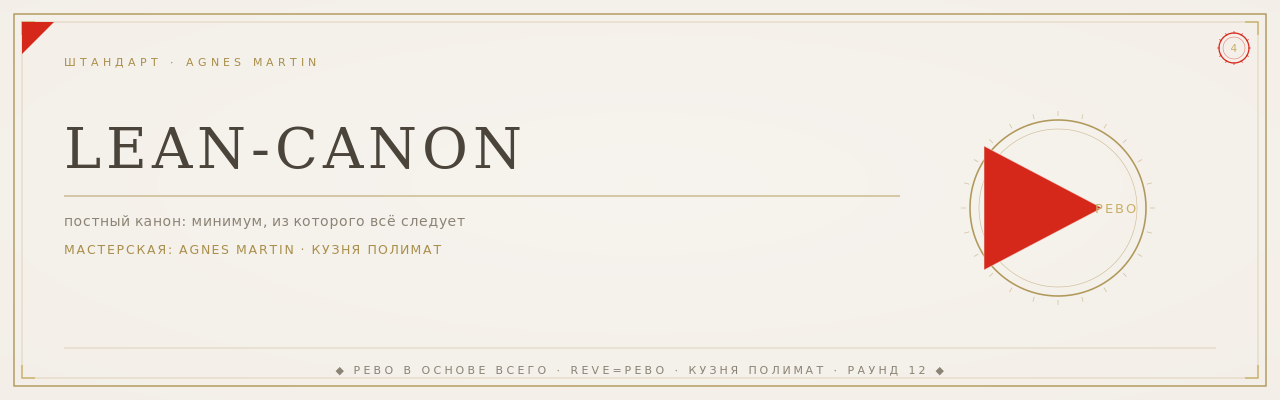 ШТАНДАРТ · AGNES MARTIN
4
LEAN-CANON
постный канон: минимум, из которого всё следует
МАСТЕРСКАЯ: AGNES MARTIN · КУЗНЯ ПОЛИМАТ
РЕВО
◆ РЕВО В ОСНОВЕ ВСЕГО · REVE=РЕВО · КУЗНЯ ПОЛИМАТ · РАУНД 12 ◆